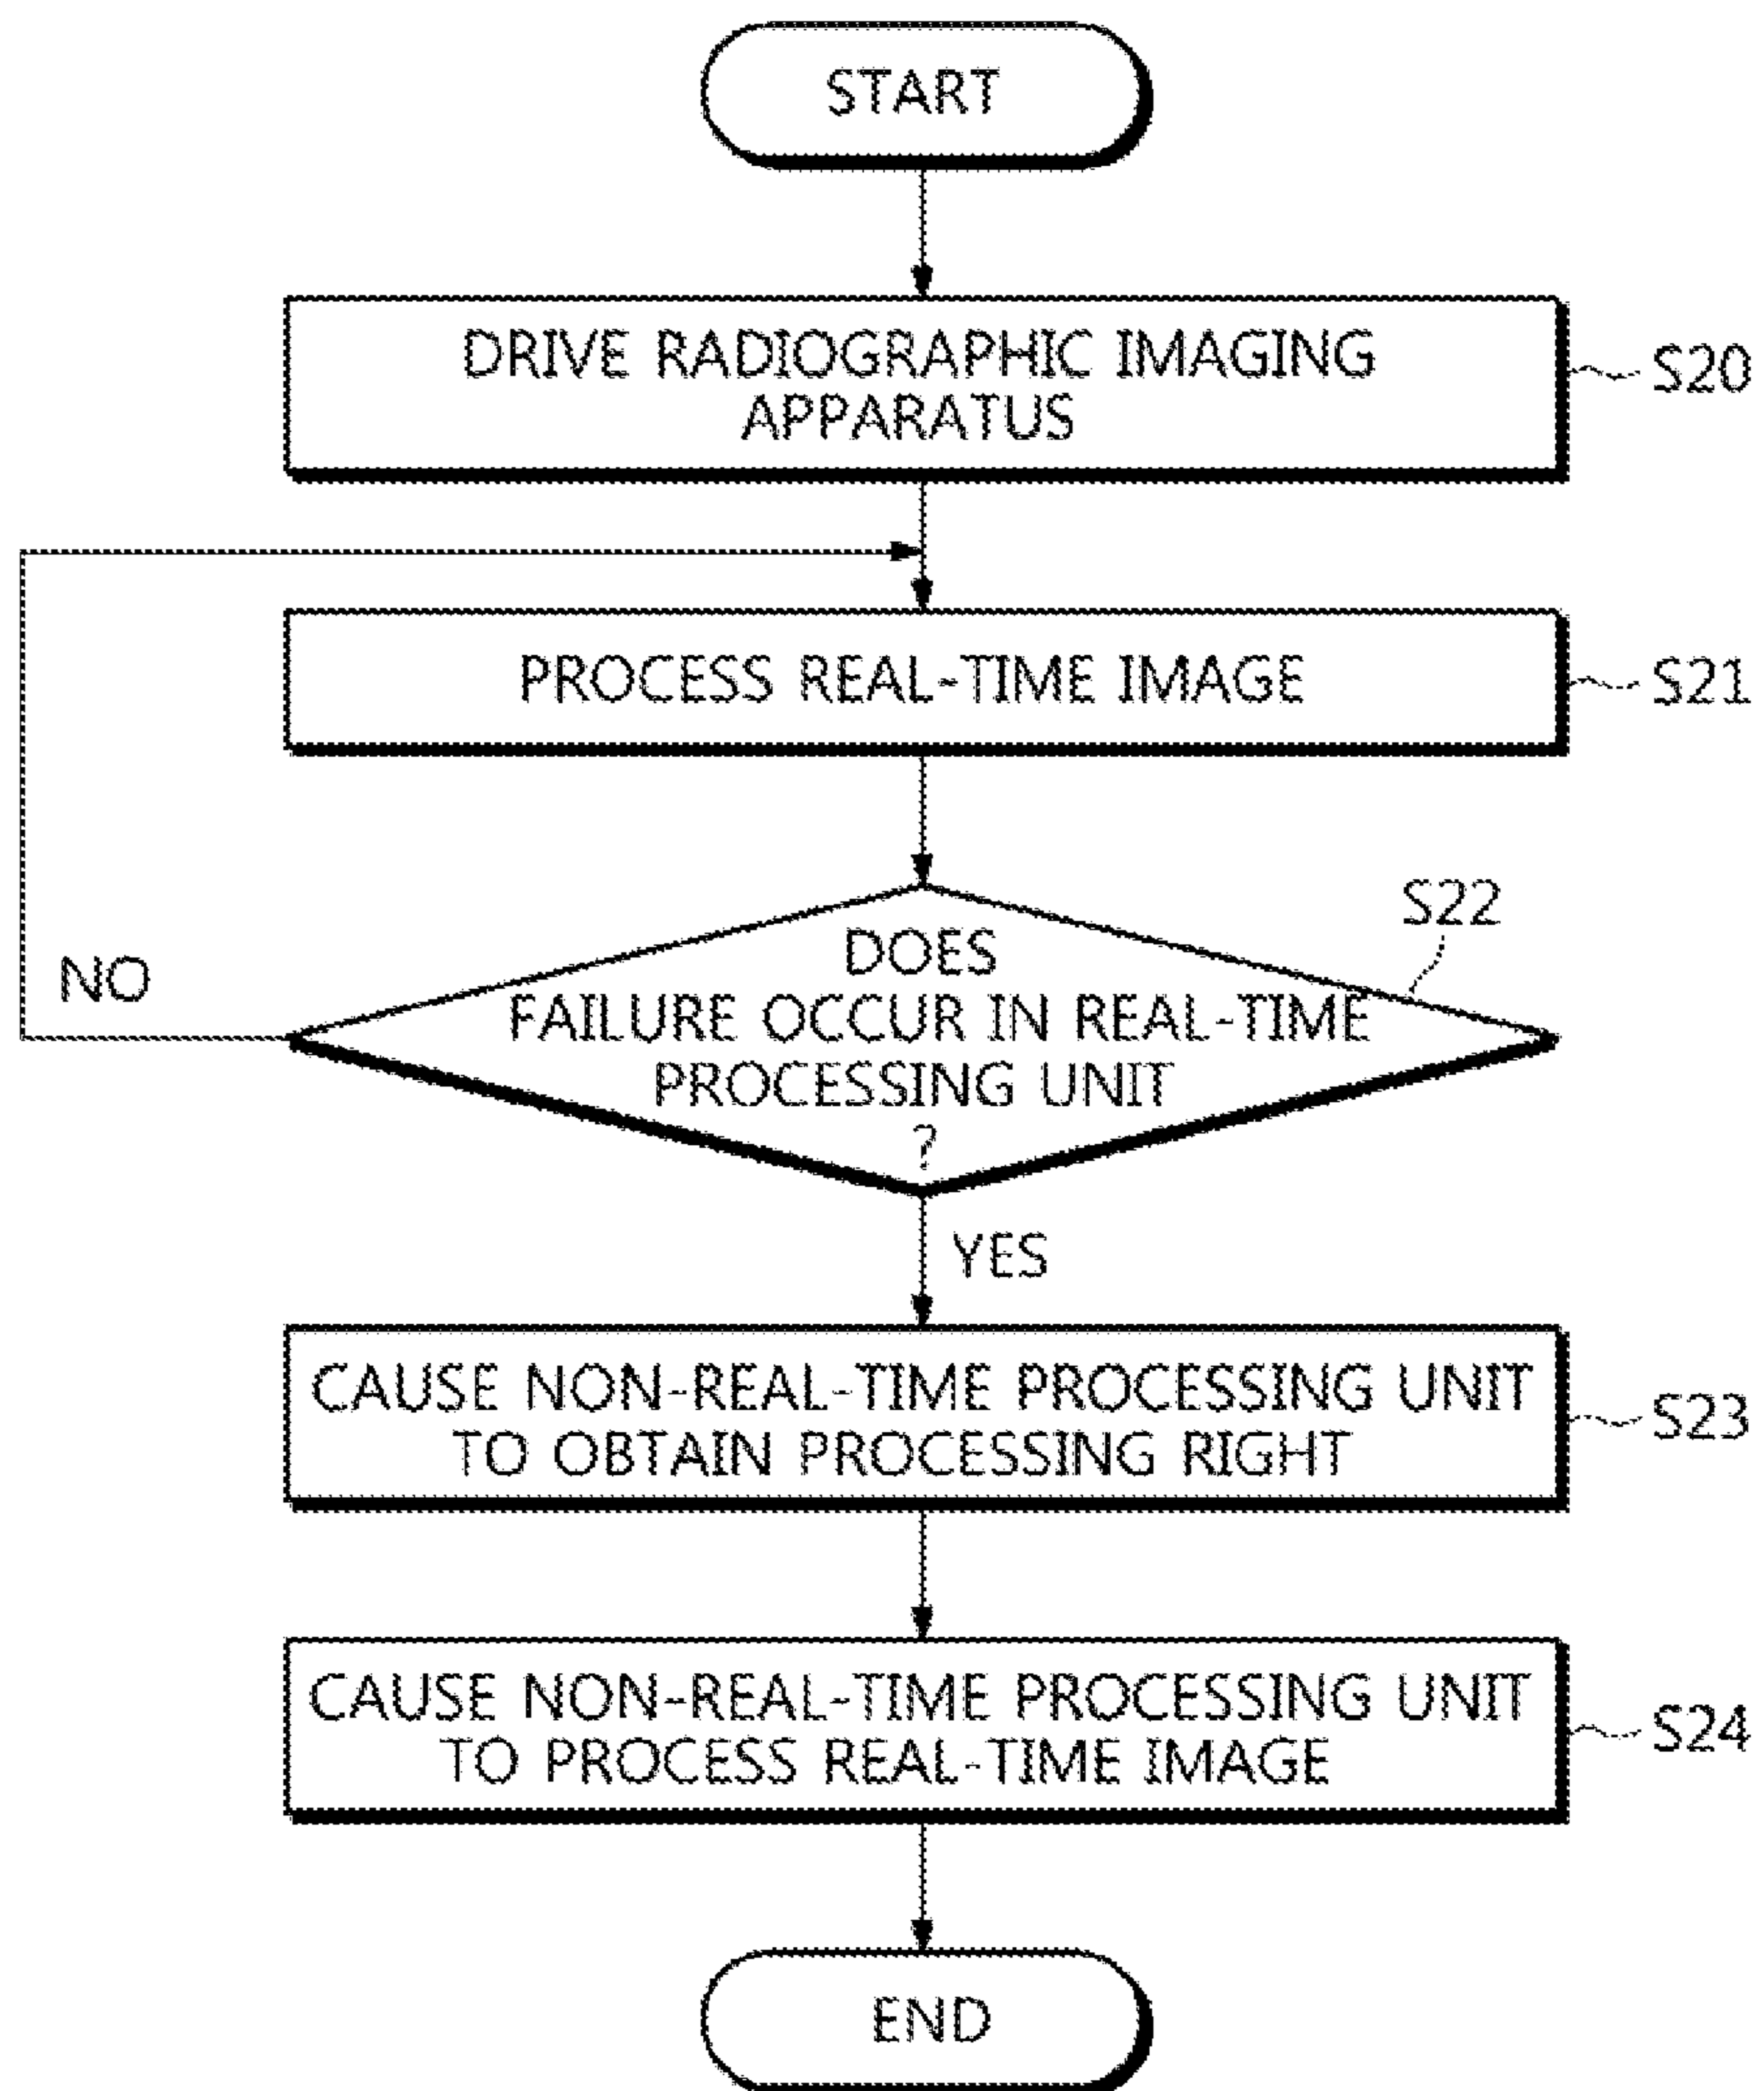 START
DRIVE RADIOGRAPHIC IMAGING
APPARATUS
S20
PROCESS REAL-TIME IMAGE
S21
S22
DOES
FAILURE OCCUR IN REAL-TIME
PROCESSING UNIT
?
NO
YES
CAUSE NON-REAL-TIME PROCESSING UNIT
TO OBTAIN PROCESSING RIGHT
S23
CAUSE NON-REAL-TIME PROCESSING UNIT
TO PROCESS REAL-TIME IMAGE
S24
END